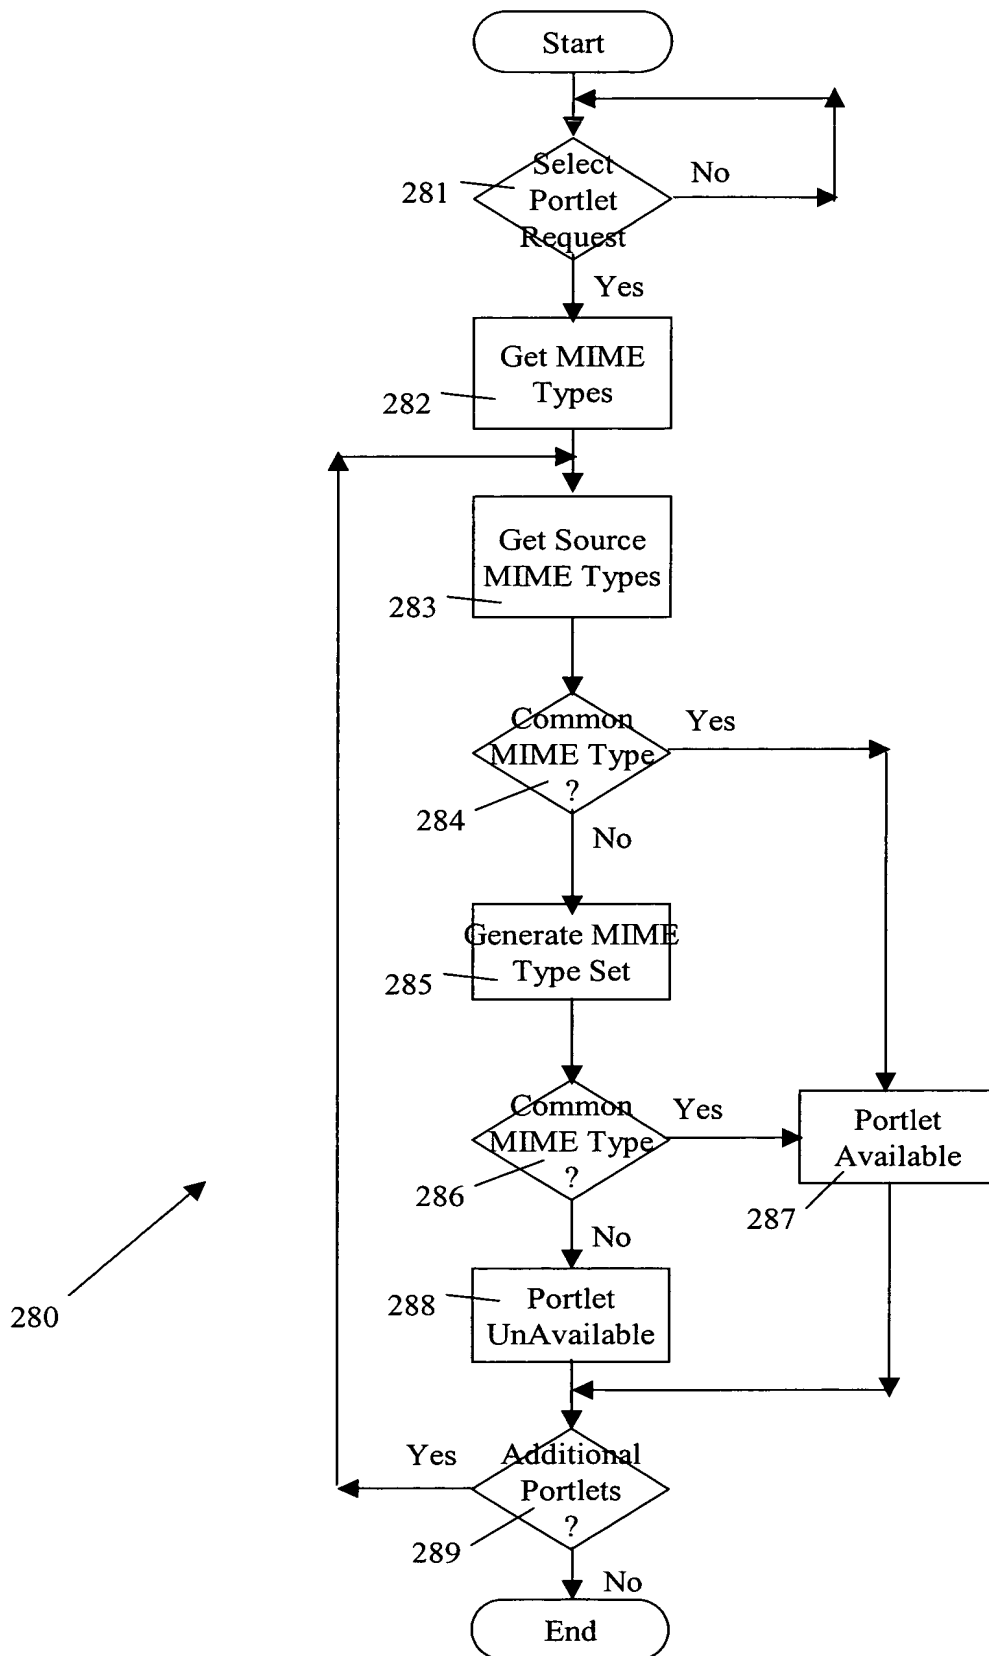 Start
Select
Portlet
Request
281
No
Yes
Get MIME
Types
282
Get Source
MIME Types
283
Common
MIME Type
?
Yes
284
No
Generate MIME
Type Set
285
Common
MIME Type
?
Yes
286
Portlet
Available
287
No
280
288
Portlet
UnAvailable
Yes
Additional
Portlets
?
289
No
End